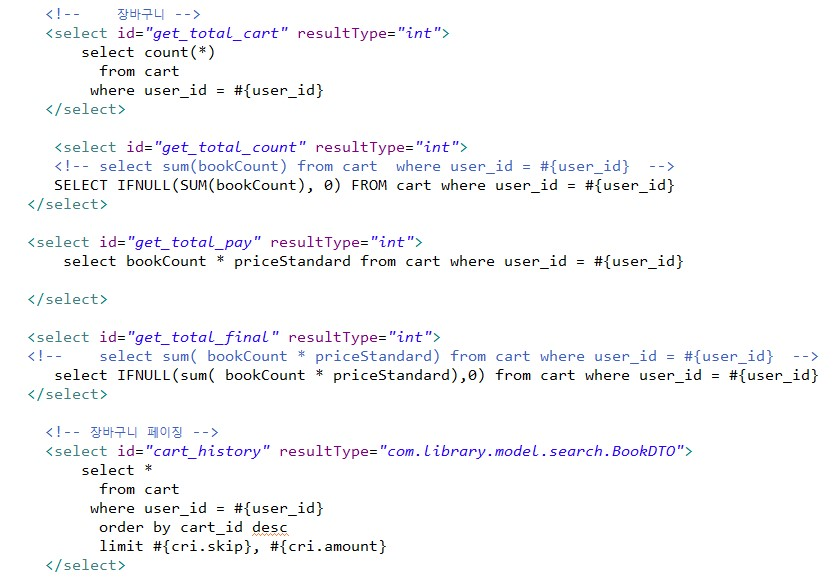 <!--    장바구니 -->
<select id="get_total_cart" resultType="int">
select count(*)
from cart
where user_id = #{user_id}
</select>
<select id="get_total_count" resultType="int">
<!-- select sum(bookCount) from cart  where user_id = #{user_id}  -->
SELECT IFNULL(SUM(bookCount), 0) FROM cart where user_id = #{user_id}
</select>
<select id="get_total_pay" resultType="int">
select bookCount * priceStandard from cart where user_id = #{user_id}
</select>
<select id="get_total_final" resultType="int">
<!--    select sum( bookCount * priceStandard) from cart where user_id = #{user_id}  -->
select IFNULL(sum( bookCount * priceStandard),0) from cart where user_id = #{user_id}
</select>
<!-- 장바구니 페이징 -->
<select id="cart_history" resultType="com.library.model.search.BookDTO">
select *
from cart
where user_id = #{user_id}
order by cart_id desc
limit #{cri.skip}, #{cri.amount}
</select>